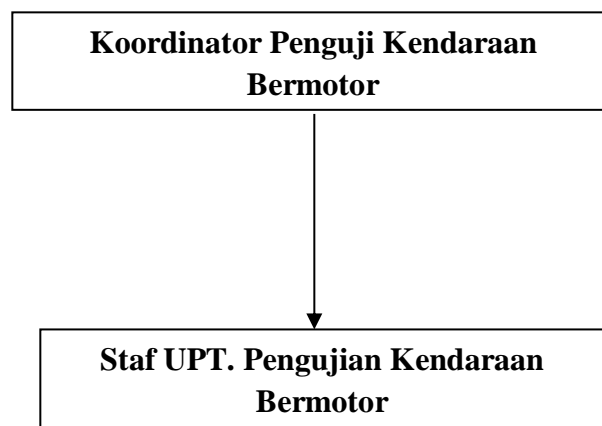 Koordinator Penguji Kendaraan
Bermotor
Staf UPT. Pengujian Kendaraan
Bermotor